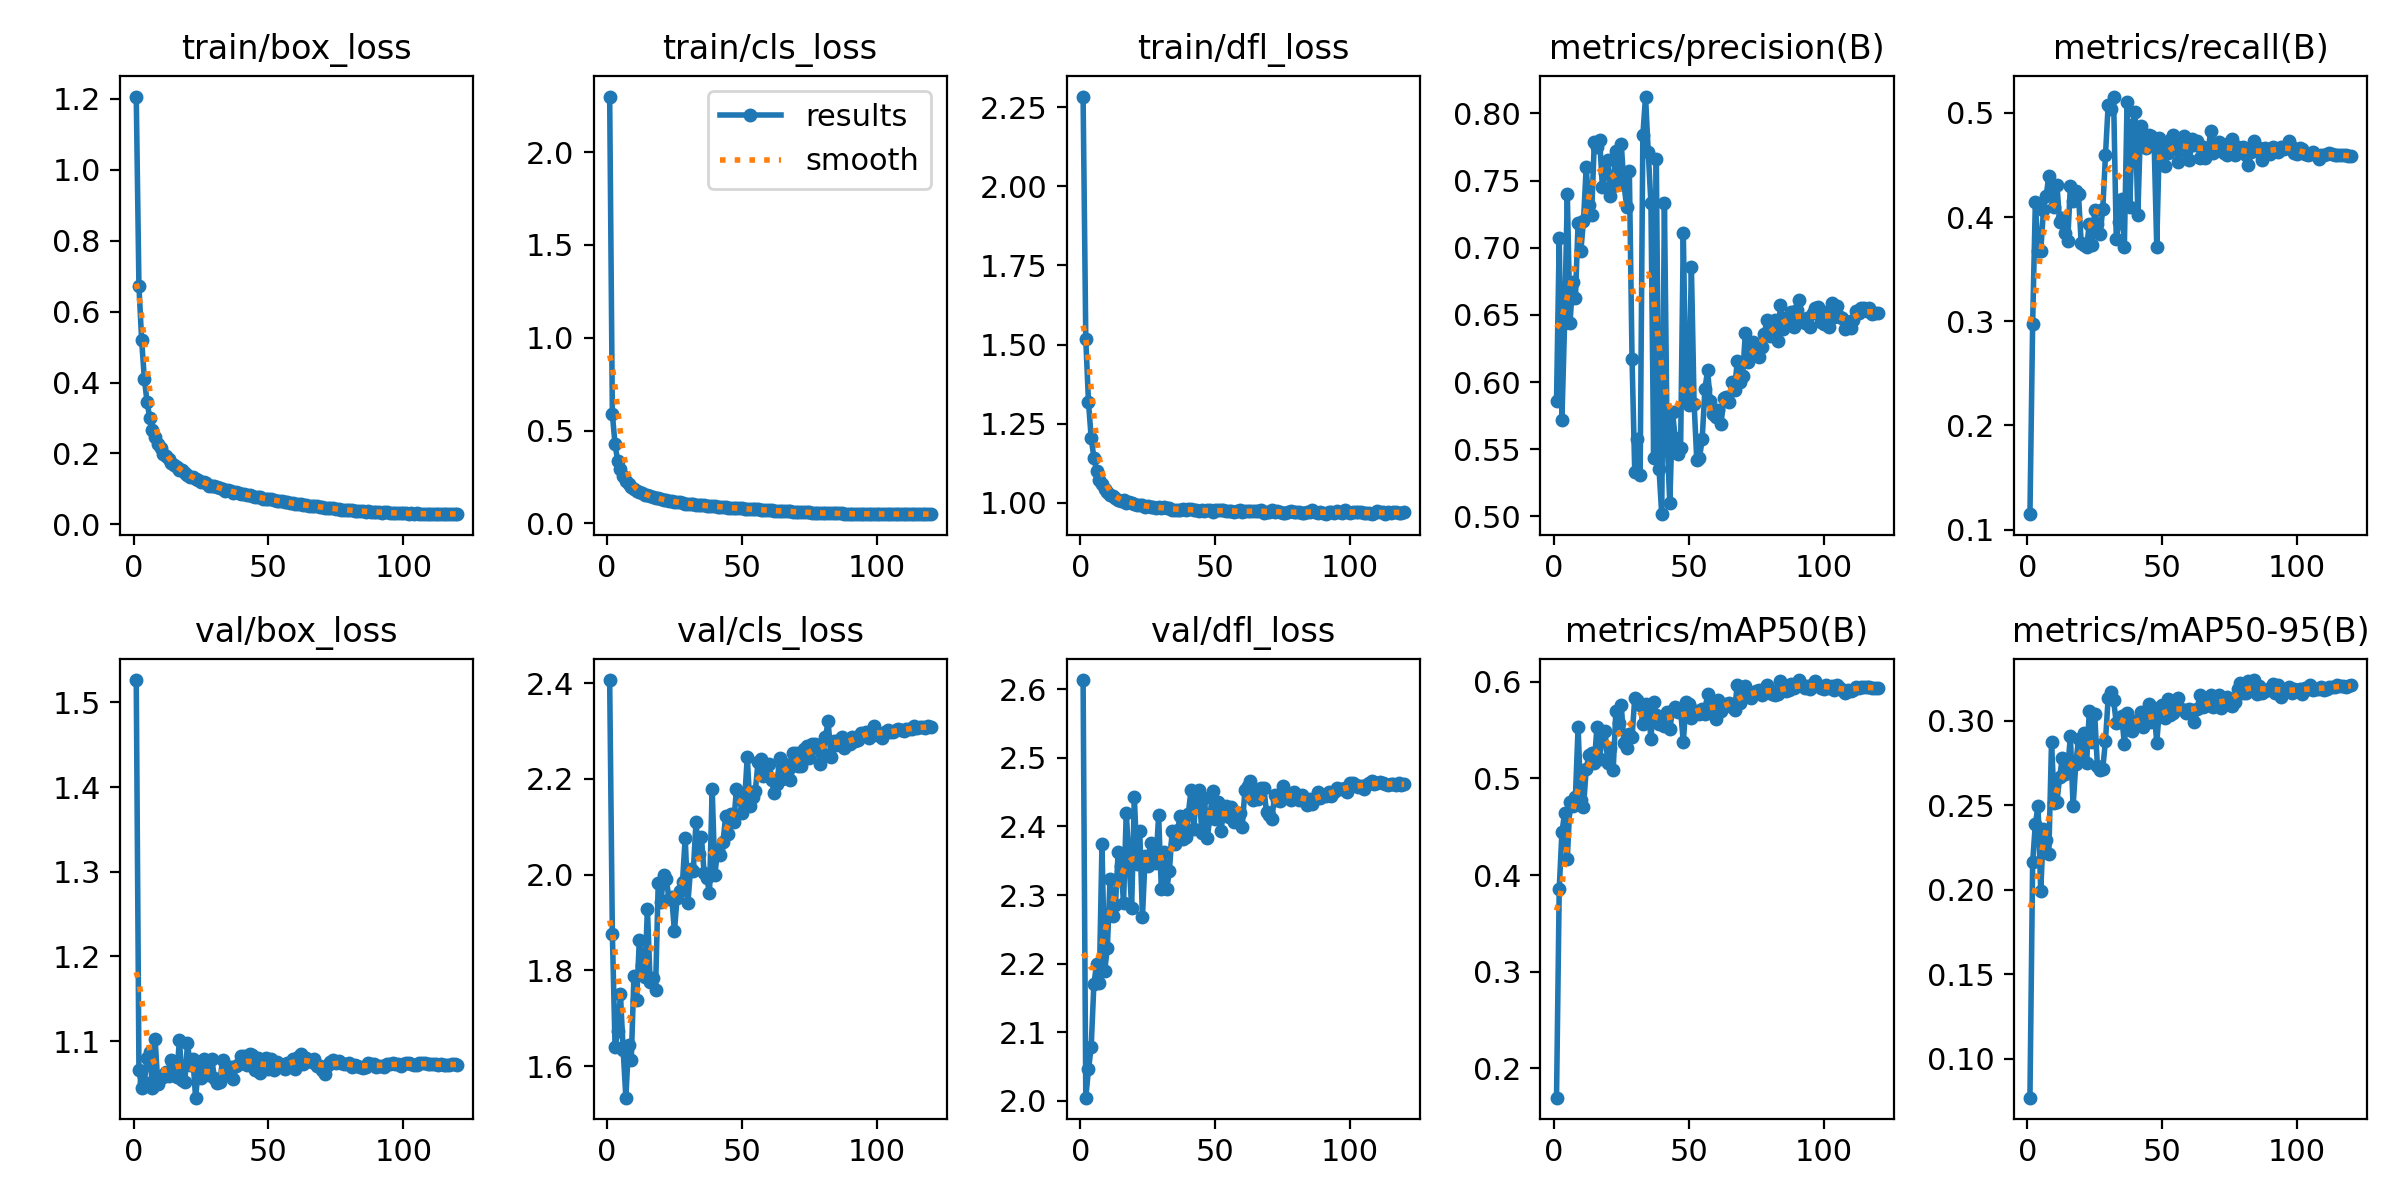 train/box_loss
train/cls_loss
train/dfl_loss
metrics/precision(B)
metrics/recall(B)
1.2
1.0
0.8
0.6
0.4
0.2
0.0
0 50 100
2.0
1.5
1.0
0.5
0.0
0 50 100
results
smooth
2.25
2.00
1.75
1.50
1.25
1.00
0 50 100
0.80
0.75
0.70
0.65
0.60
0.55
0.50
0 50 100
0.5
0.4
0.3
0.2
0.1
0 50 100
val/box_loss
val/cls_loss
val/dfl_loss
metrics/mAP50(B)
metrics/mAP50-95(B)
1.5
1.4
1.3
1.2
1.1
0 50 100
2.4
2.2
2.0
1.8
1.6
0 50 100
2.6
2.5
2.4
2.3
2.2
2.1
2.0
0 50 100
0.6
0.5
0.4
0.3
0.2
0 50 100
0.30
0.25
0.20
0.15
0.10
0 50 100